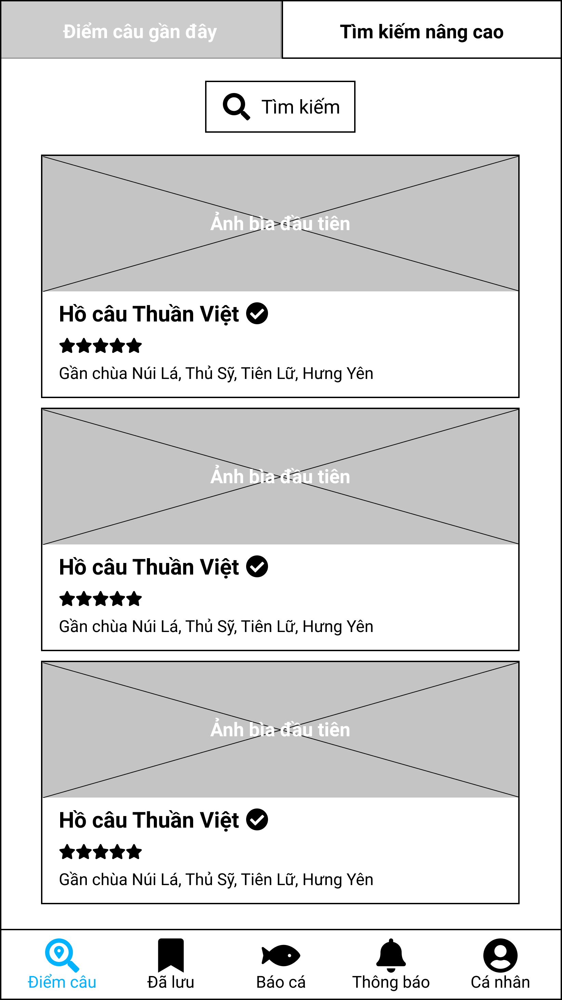 Điểm câu gần đây
Tìm kiếm nâng cao
Tìm kiếm
Ảnh bìa đầu tiên
Hồ câu Thuần Việt
Gần chùa Núi Lá, Thủ Sỹ, Tiên Lữ, Hưng Yên
Ảnh bìa đầu tiên
Hồ câu Thuần Việt
Gần chùa Núi Lá, Thủ Sỹ, Tiên Lữ, Hưng Yên
Ảnh bìa đầu tiên
Hồ câu Thuần Việt
Gần chùa Núi Lá, Thủ Sỹ, Tiên Lữ, Hưng Yên
Điểm câu
Đã lưu
Báo cá
Thông báo
Cá nhân